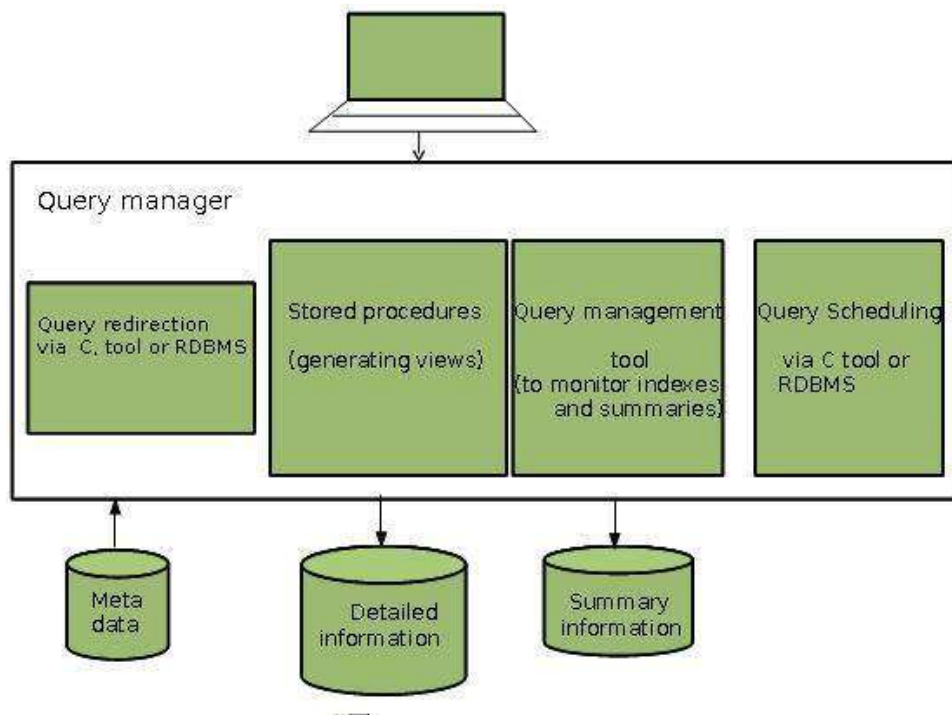 Query manager
Query redirection
via C, tool or RDBMS
Stored procedures
(generating views)
Query management
tool
(to monitor indexes
and summaries)
Query Scheduling
via C tool or
RDBMS
Meta
data
Detailed
information
Summary
information